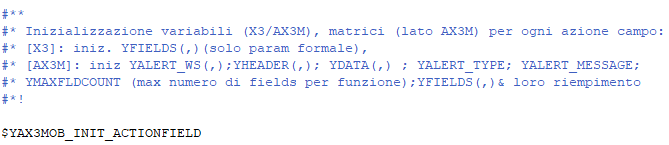 #**
#* Inizializzazione variabili (X3/AX3M), matrici (lato AX3M) per ogni azione campo:
#* [X3]: iniz. YFIELDS(,)(solo param formale),
#* [AX3M]: iniz YALERT_WS(,);YHEADER(,); YDATA(,) ; YALERT_TYPE; YALERT_MESSAGE;
#* YMAXFLDCOUNT (max numero di fields per funzione);YFIELDS(,)& loro riempimento
#*!
$YAX3MOB_INIT_ACTIONFIELD